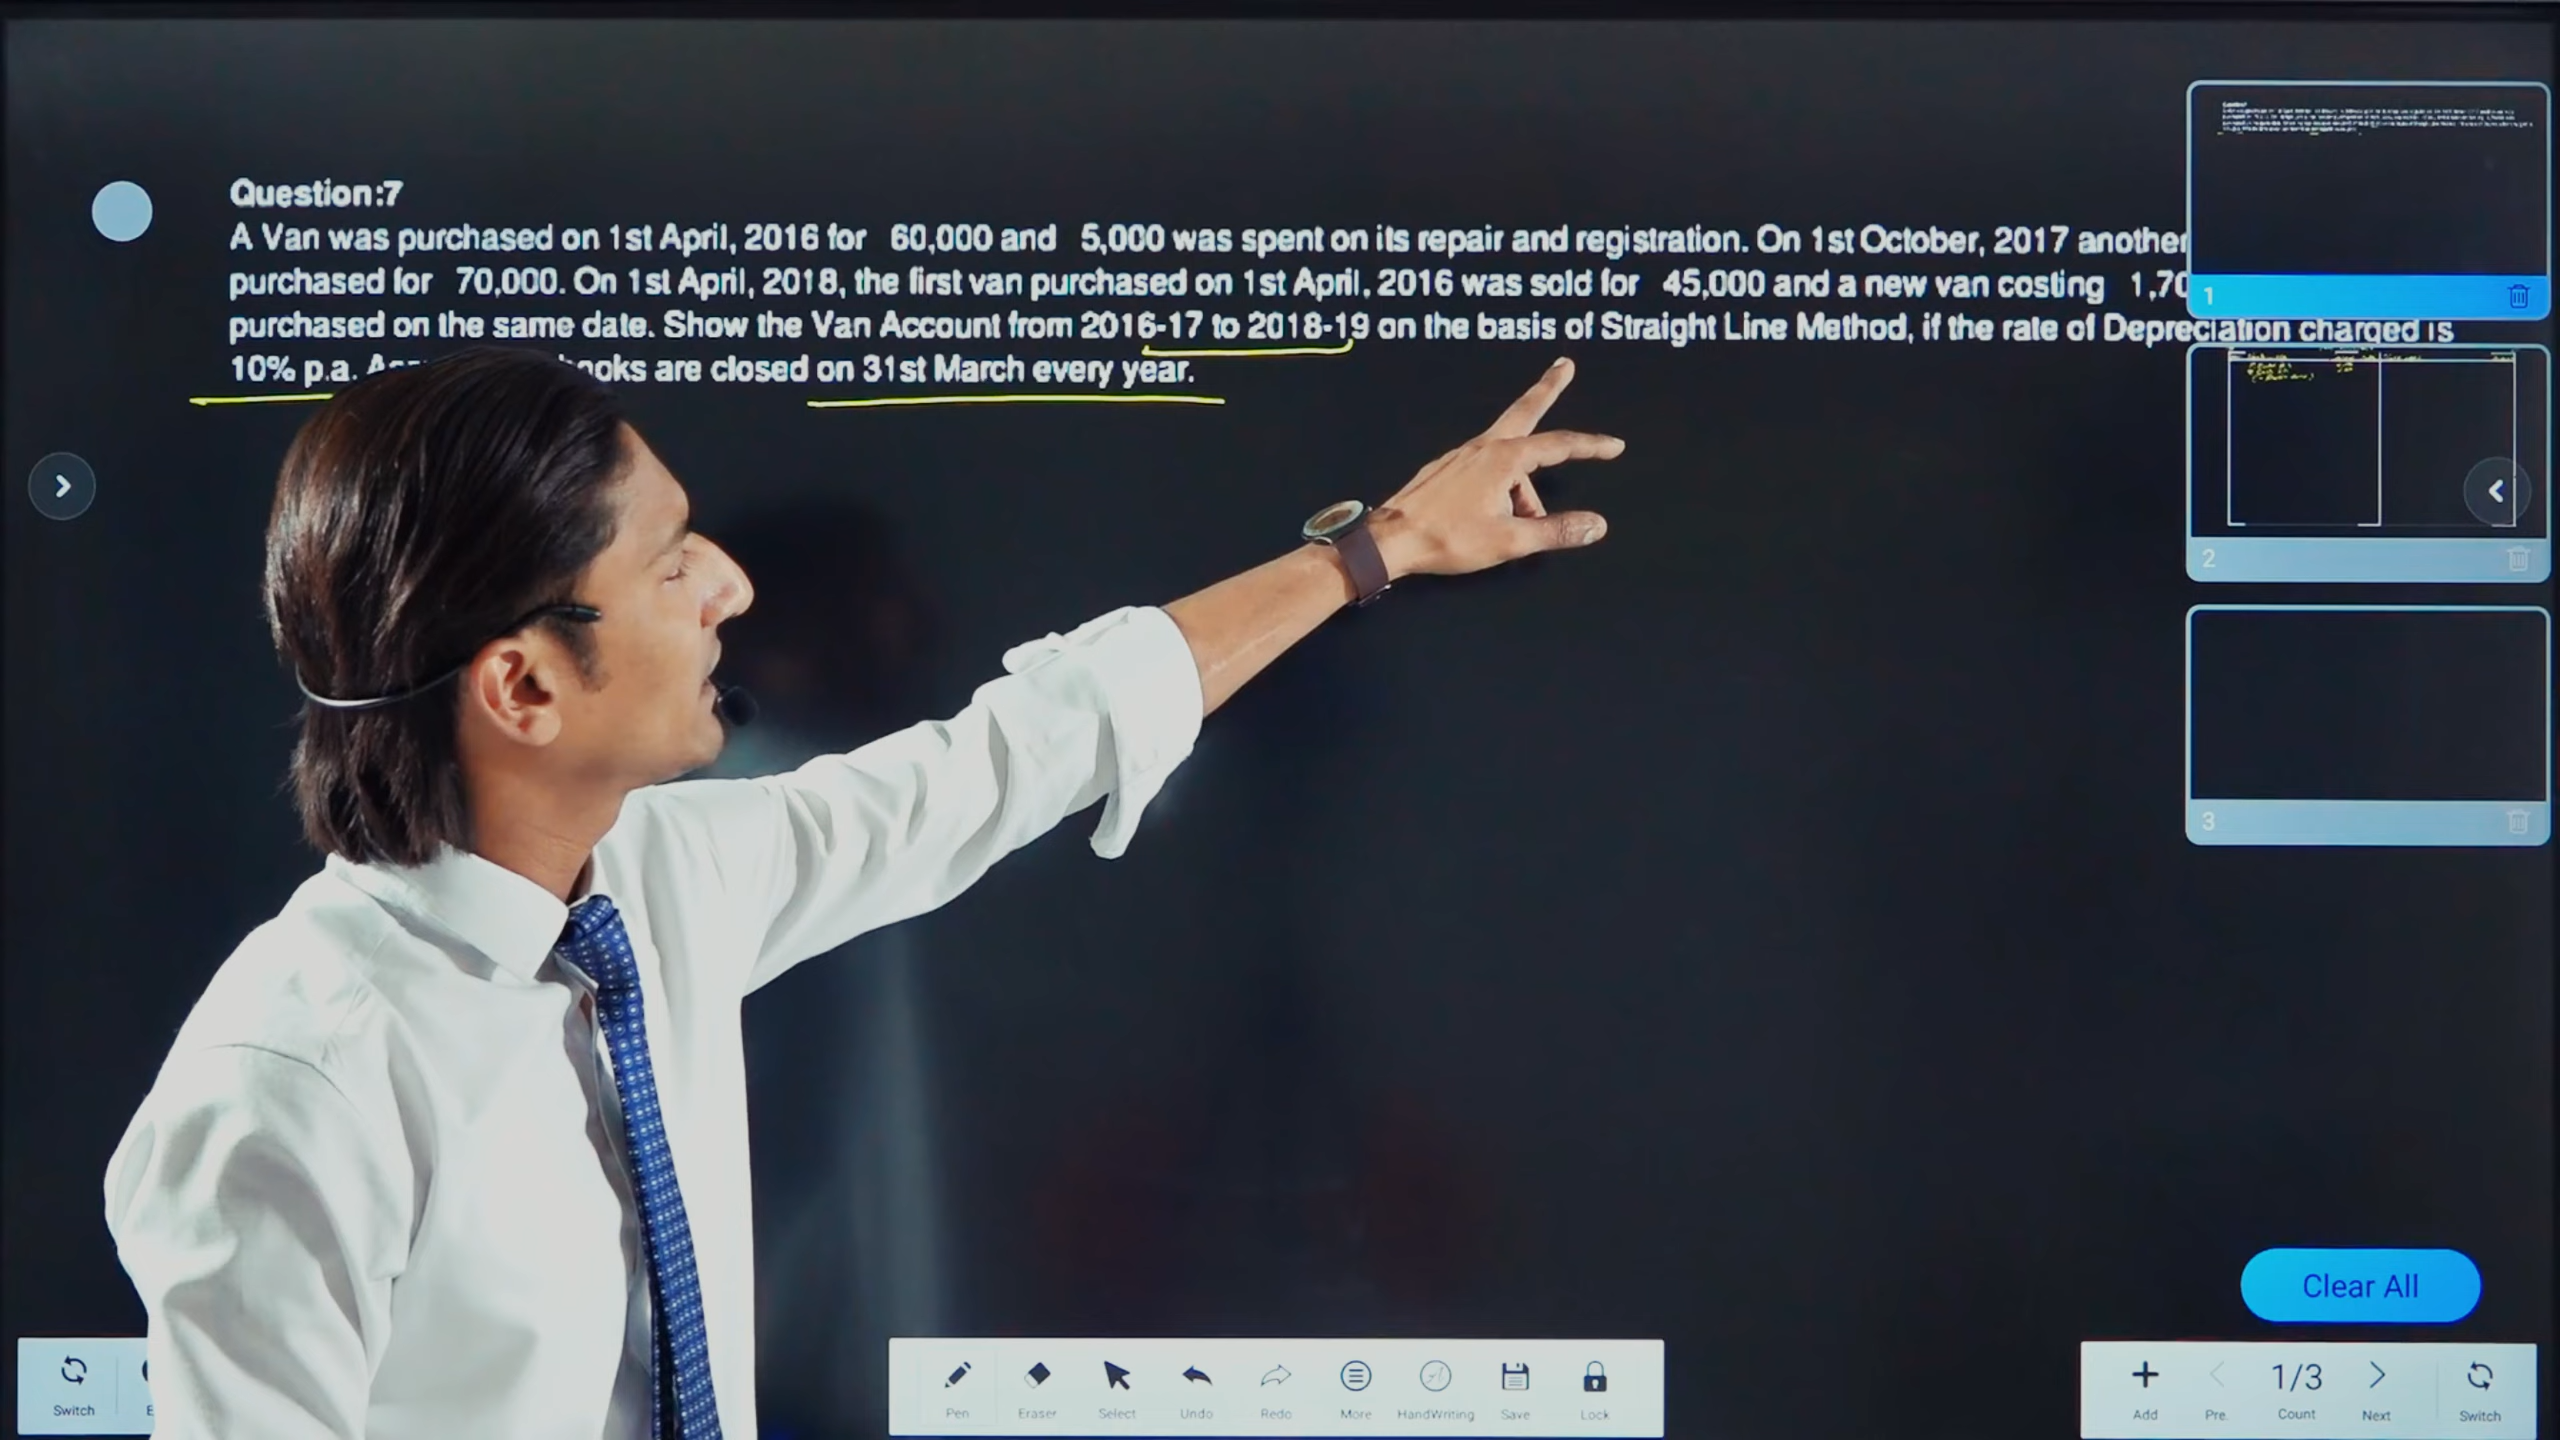 Question:7
A Van was purchased on 1st April, 2016 for 60,000 and 5,000 was spent on its repair and registration. On 1st October, 2017 another
purchased for 70,000. On 1st April, 2018, the first van purchased on 1st April, 2016 was sold for 45,000 and a new van costing 1,70
purchased on the same date. Show the Van Account from 2016-17 to 2018-19 on the basis of Straight Line Method, if the rate of Depreciation charged is
10% p.a. books are closed on 31st March every year.
1
2
3
Clear All
Switch
Pen Eraser Select Undo Redo More HandWriting Save Lock
1/3
Add Pre. Count Next Switch